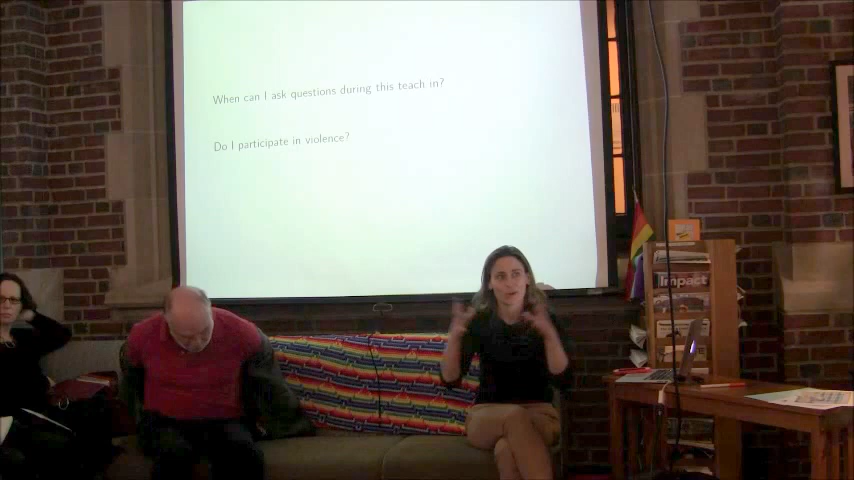 When can I ask questions during this teach in?
Do I participate in violence?
Impact